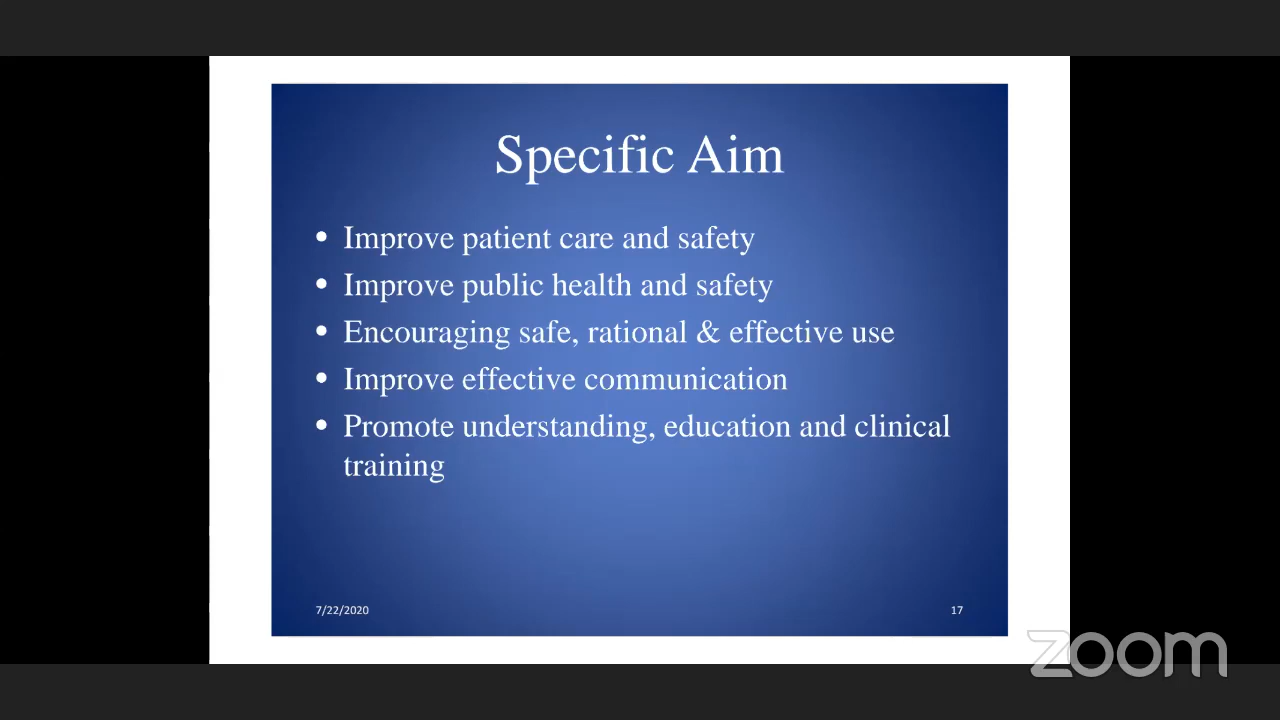 Specific Aim
• Improve patient care and safety
• Improve public health and safety
• Encouraging safe, rational & effective use
• Improve effective communication
• Promote understanding, education and clinical
training
7/22/2020
17
zoom